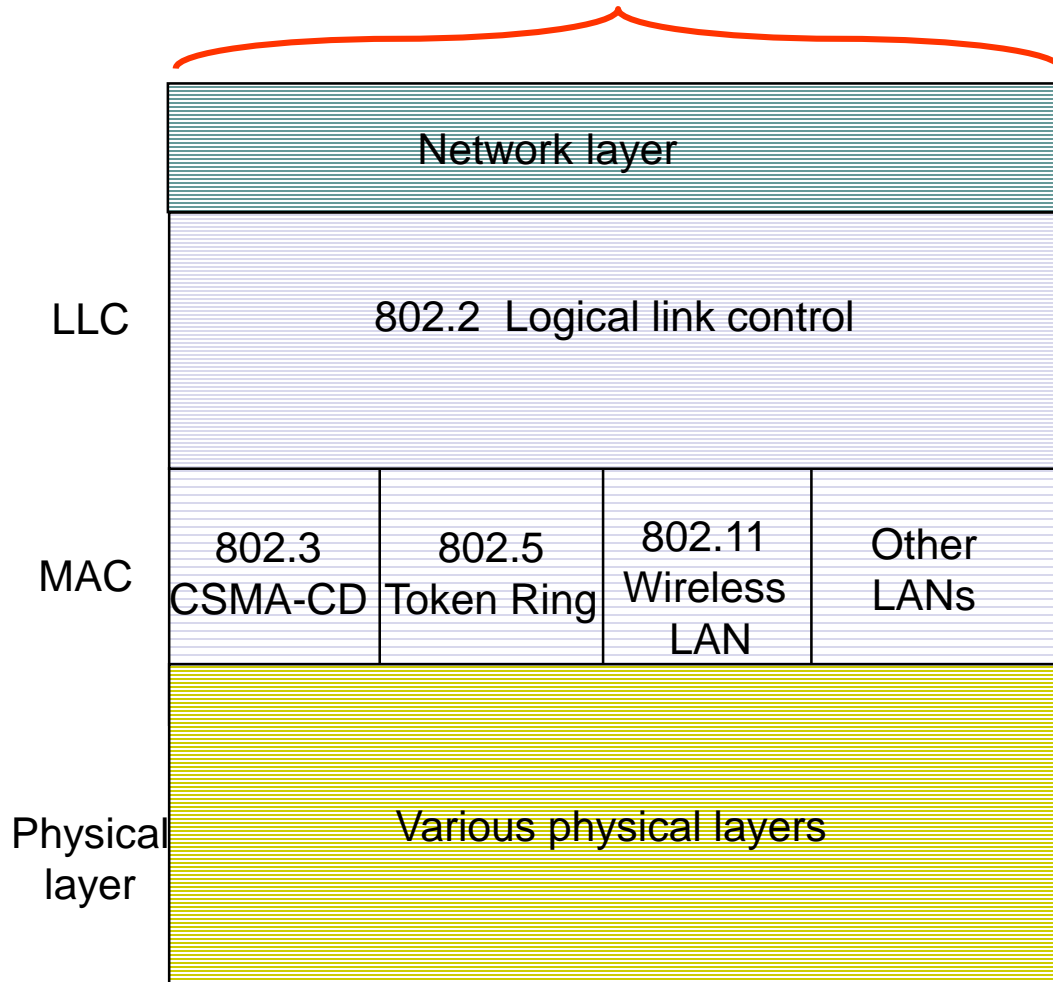 Network layer
LLC
802.2 Logical link control
MAC
802.3
CSMA-CD
802.5
Token Ring
802.11
Wireless
LAN
Other
LANs
Physical
layer
Various physical layers